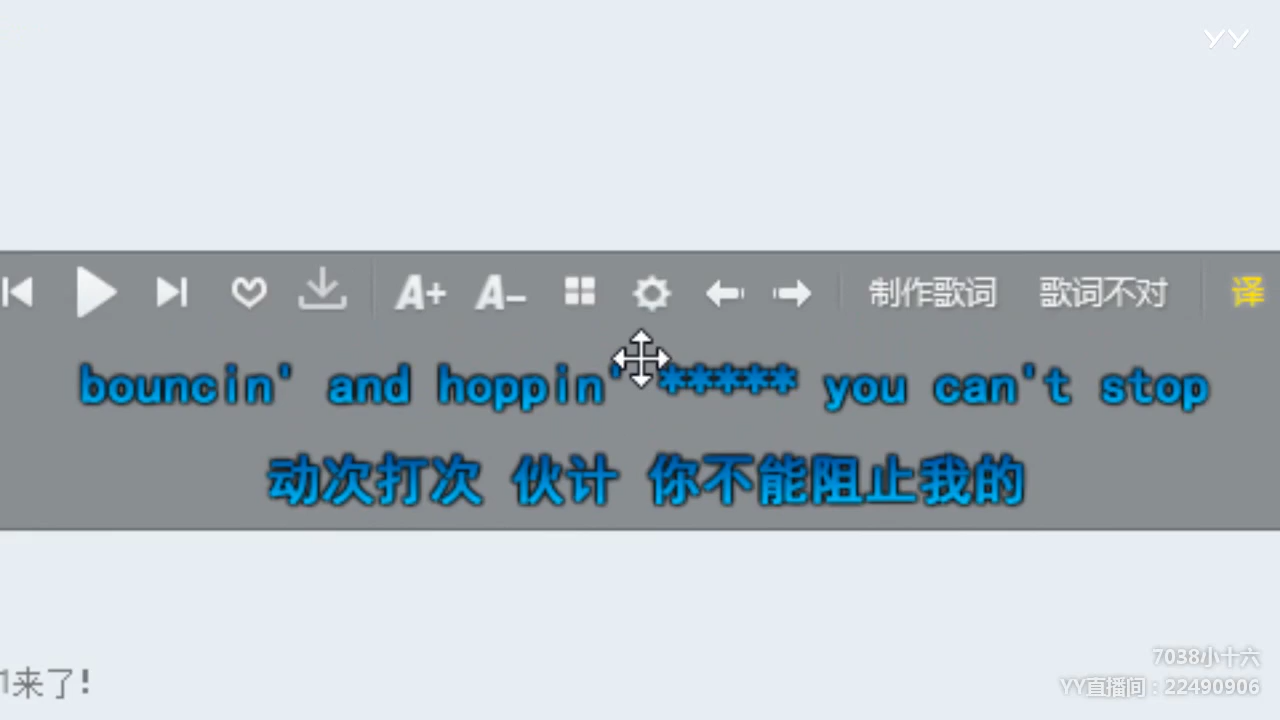 YY
A+ A- 制作歌词 歌词不对 译
bouncin' and hoppin' ***** you can't stop
动次打次 伙计 你不能阻止我的
7038小十六
1来了!
YY直播间：22490906